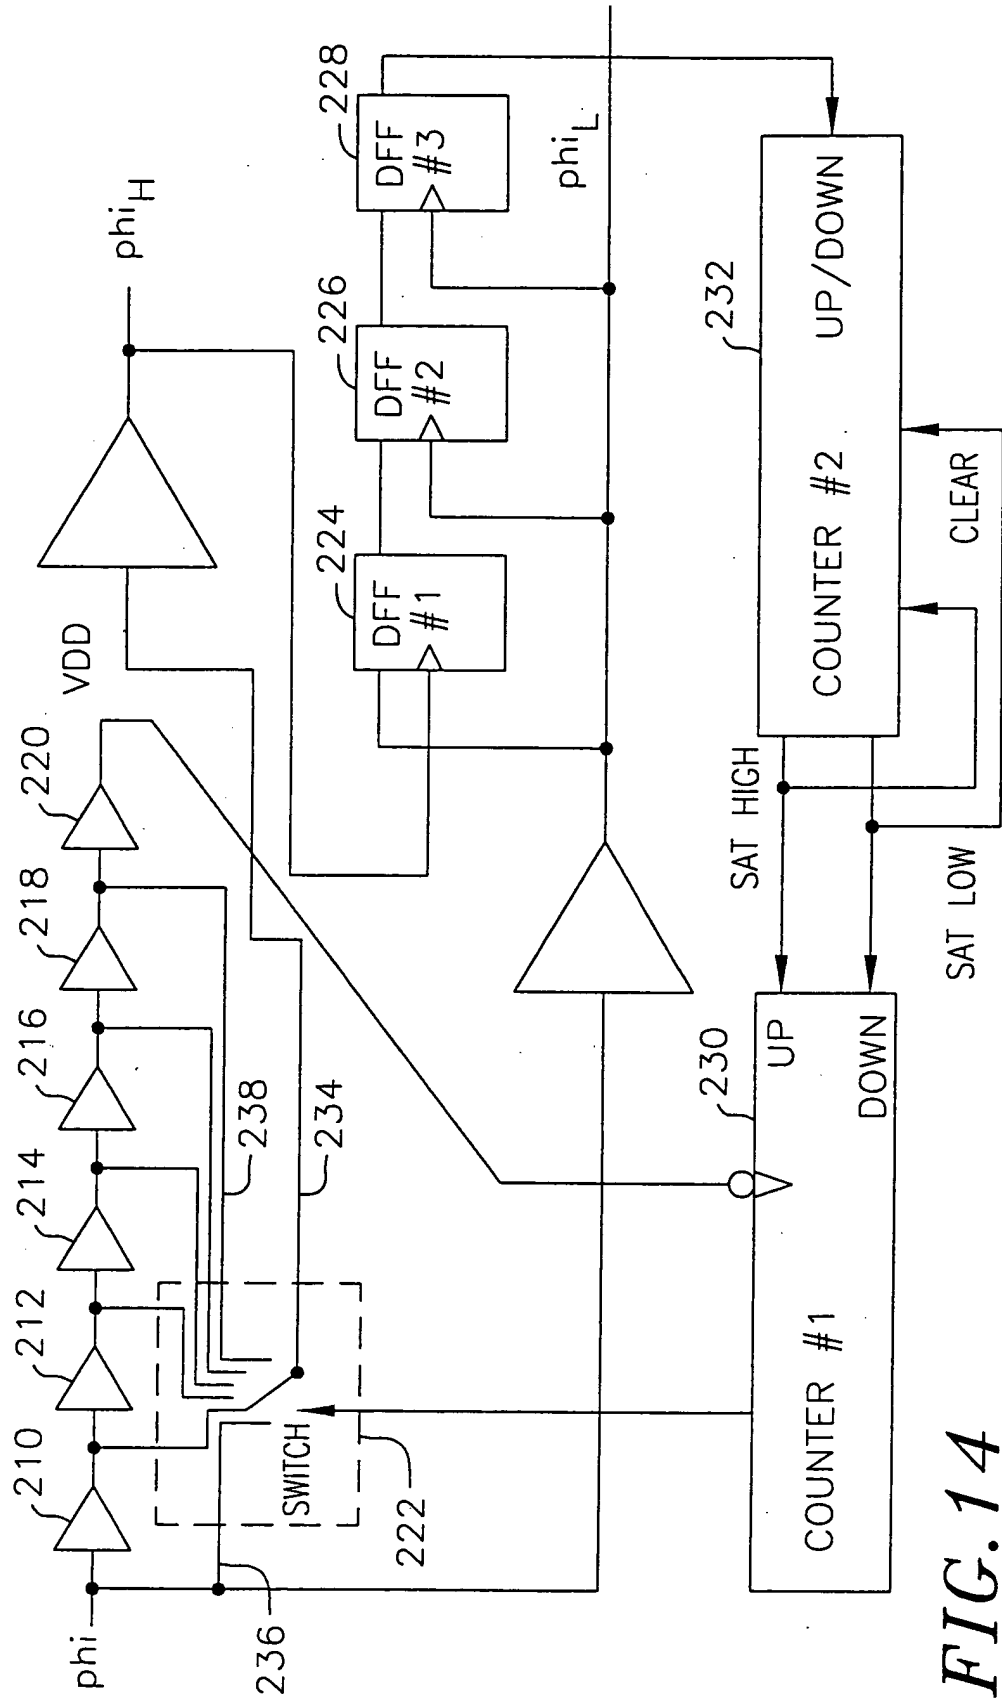 phi
210
212
214
216
218
220
VDD
phiH
236
SWITCH
222
238
234
224
DFF
#1
226
DFF
#2
228
DFF
#3
phiL
230
COUNTER #1
UP
DOWN
SAT HIGH
SAT LOW
232
COUNTER #2
UP/DOWN
CLEAR
FIG.14